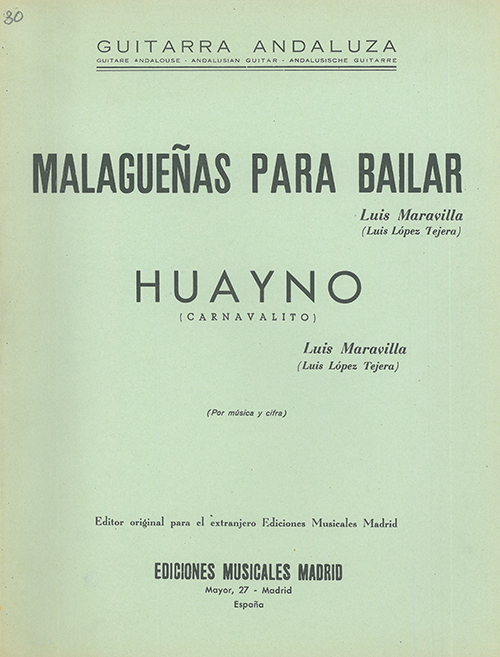 30
GUITARRA ANDALUZA
GUITARE ANDALOUSE - ANDALUSIAN GUITAR - ANDALUSISCHE GUITARRE
MALAGUEÑAS PARA BAILAR
Luis Maravilla
(Luis López Tejera)
HUAYNO
(CARNAVALITO)
Luis Maravilla
(Luis López Tejera)
(Por música y cifra)
Editor original para el extranjero Ediciones Musicales Madrid
EDICIONES MUSICALES MADRID
Mayor, 27 - Madrid
España